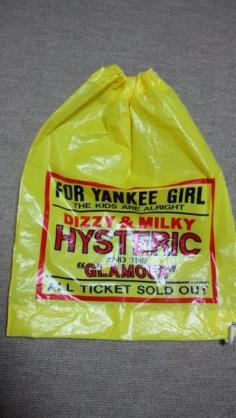 FOR YANKEE GIRL
THE KIDS ARE ALRIGHT
DIZZY & MILKY
HYSTERIC
AND THE
"GLAMOUR"
ALL TICKET SOLD OUT